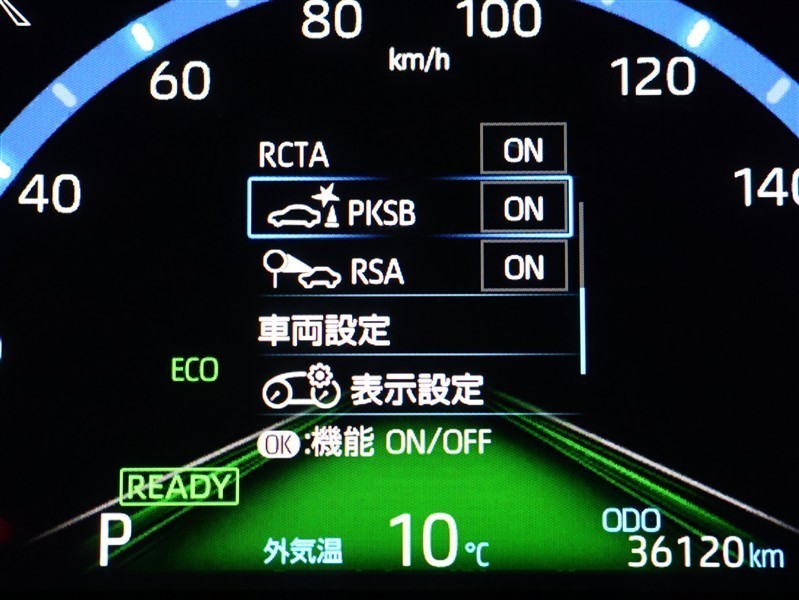 80 100
km/h
60 120
40 140
RCTA ON
PKSB ON
RSA ON
車両設定
ECO
表示設定
OK:機能 ON/OFF
READY
P 外気温 10℃
ODO
36120km